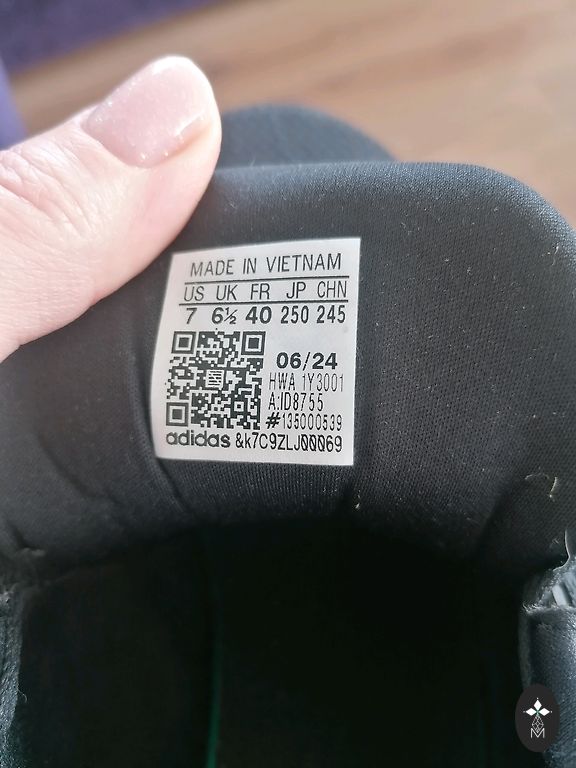 MADE IN VIETNAM
US UK FR JP CHN
7 6½ 40 250 245
06/24
HWA 1Y3001
A:ID8755
#135000539
adidas &k7C9ZLJ00069
M